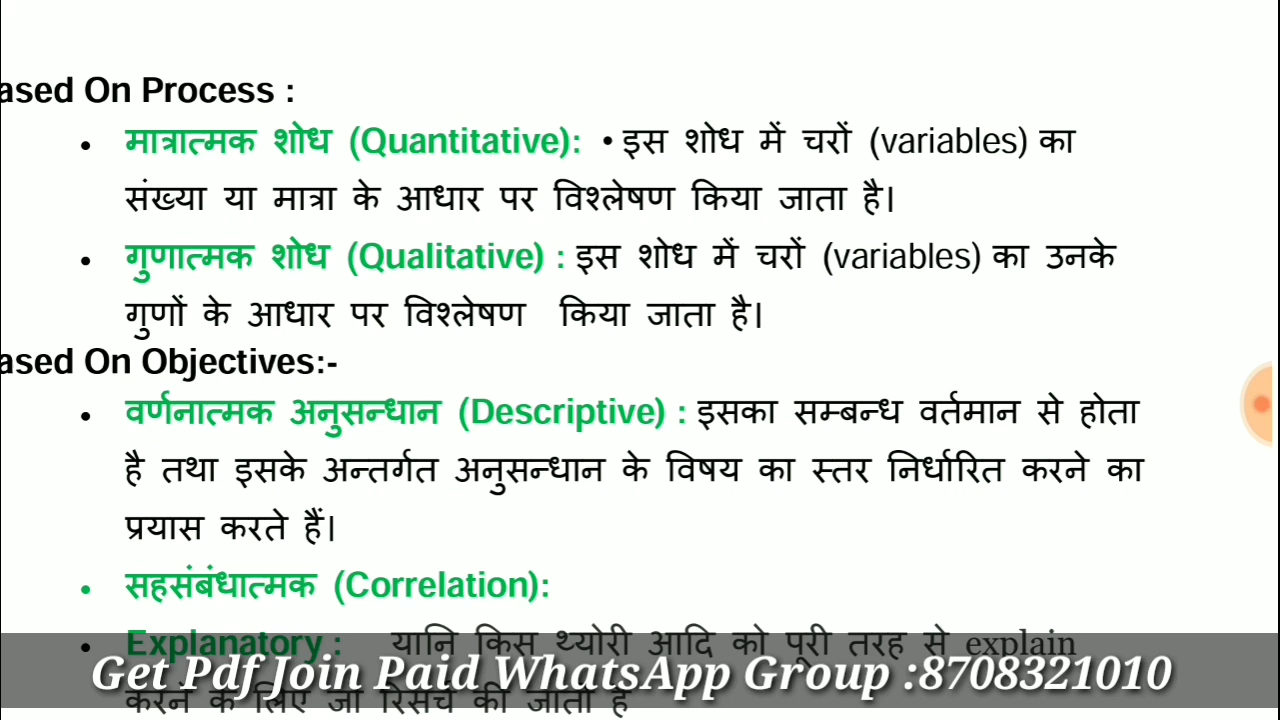 ased On Process :
• मात्रात्मक शोध (Quantitative): • इस शोध में चरों (variables) का
संख्या या मात्रा के आधार पर विश्लेषण किया जाता है।
• गुणात्मक शोध (Qualitative) : इस शोध में चरों (variables) का उनके
गुणों के आधार पर विश्लेषण किया जाता है।
ased On Objectives:-
• वर्णनात्मक अनुसन्धान (Descriptive) : इसका सम्बन्ध वर्तमान से होता
है तथा इसके अन्तर्गत अनुसन्धान के विषय का स्तर निर्धारित करने का
प्रयास करते हैं।
• सहसंबंधात्मक (Correlation):
• Explanatory : यानि किस थ्योरी आदि को पूरी तरह से explain
Get Pdf Join Paid WhatsApp Group :8708321010
करने के लिए जो रिसर्च की जाती है